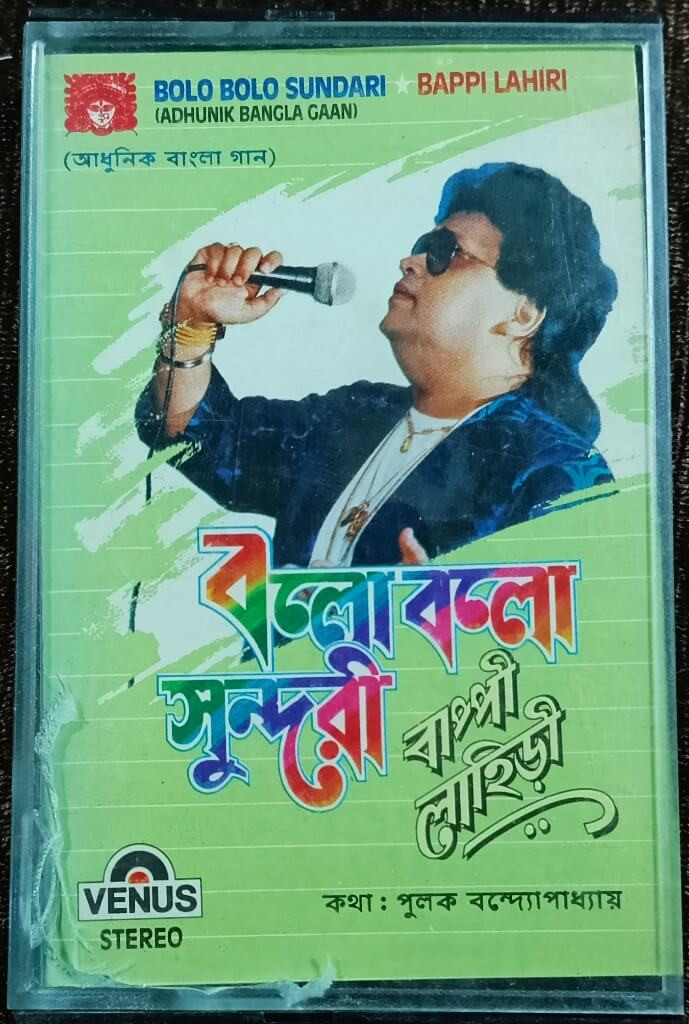 BOLO BOLO SUNDARI ★ BAPPI LAHIRI
(ADHUNIK BANGLA GAAN)
(আধুনিক বাংলা গান)
বলো বলো
সুন্দরী
বাপ্পী
লাহিড়ী
VENUS
STEREO
কথা : পুলক বন্দ্যোপাধ্যায়